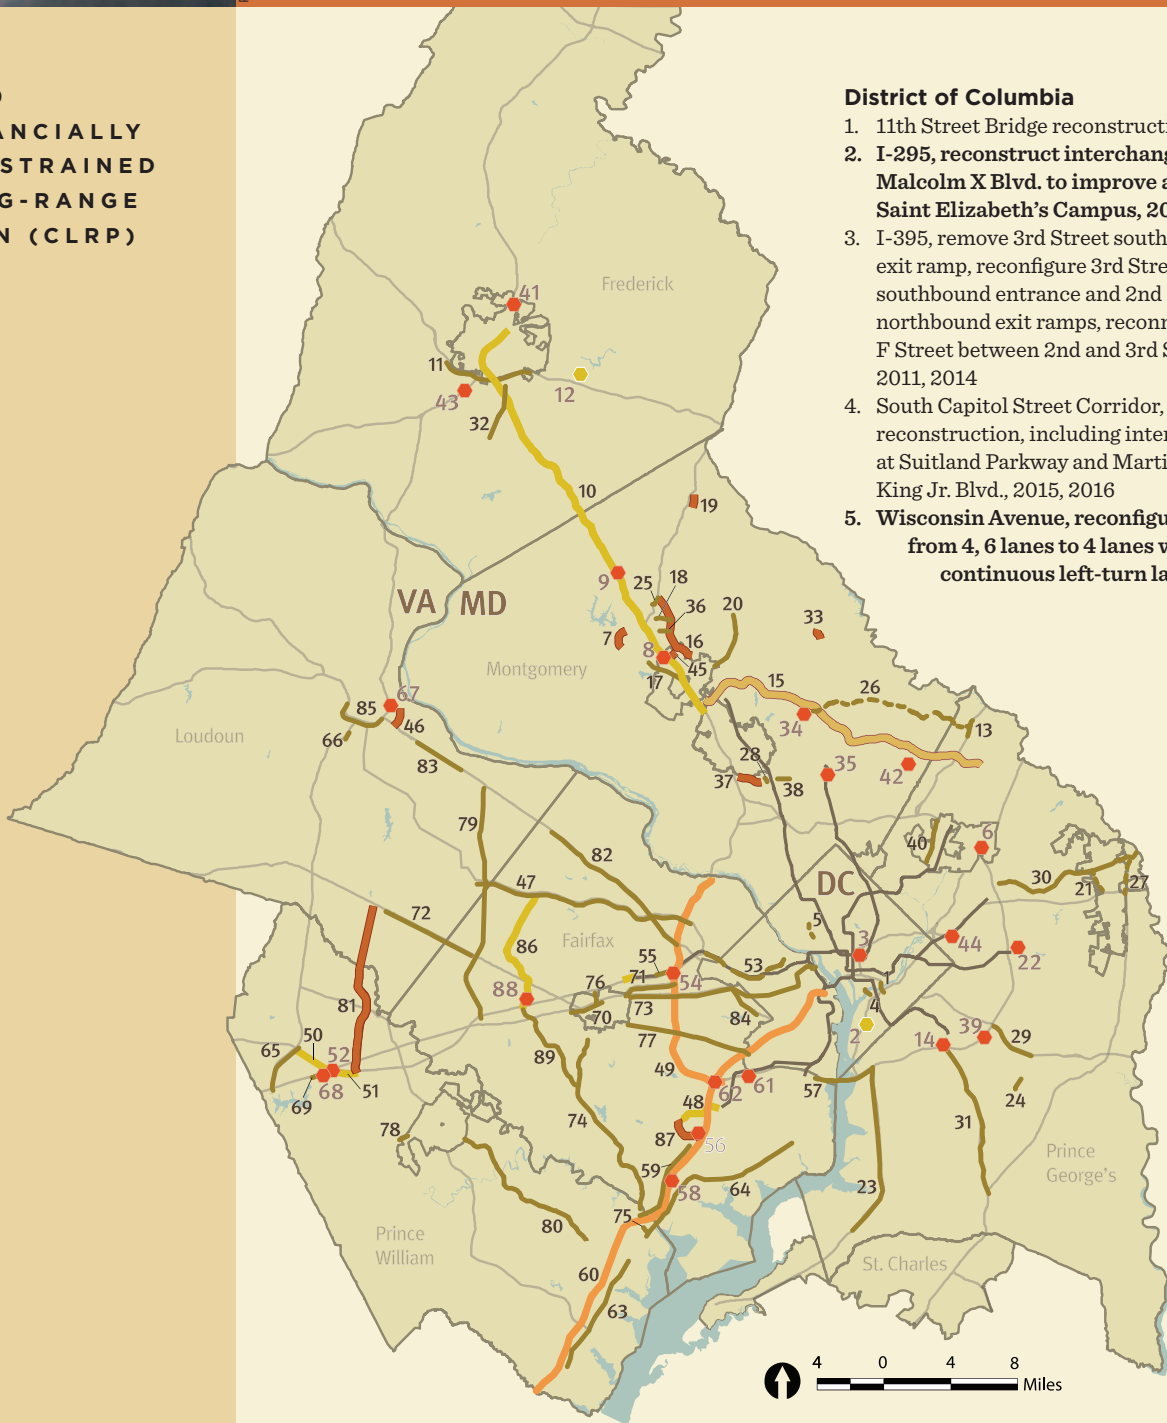 ANCIALLY
STRAINED
G-RANGE
N (CLRP)
District of Columbia
1. 11th Street Bridge reconstructi
2. I-295, reconstruct interchang
Malcolm X Blvd. to improve a
Saint Elizabeth's Campus, 20
3. I-395, remove 3rd Street south
exit ramp, reconfigure 3rd Stre
southbound entrance and 2nd
northbound exit ramps, reconn
F Street between 2nd and 3rd S
2011, 2014
4. South Capitol Street Corridor,
reconstruction, including inter
at Suitland Parkway and Marti
King Jr. Blvd., 2015, 2016
5. Wisconsin Avenue, reconfigu
from 4, 6 lanes to 4 lanes w
continuous left-turn la
Frederick
41
11
43
12
32
10
19
9
25
18
36
20
33
7
16
8
45
17
VA MD
Montgomery
15
26
13
34
67
85
46
66
Loudoun
83
28
35
42
37
38
79
82
40
6
DC
47
30
21
27
72
5
86
Fairfax
3
44
22
55
53
71
54
88
76
1
73
4
70
84
2
81
77
14
39
29
50
89
65
52
49
61
57
51
68
62
24
69
48
74
31
78
87
56
59
58
64
23
Prince
George's
75
80
Prince
William
60
St. Charles
63
4 0 4 8
Miles